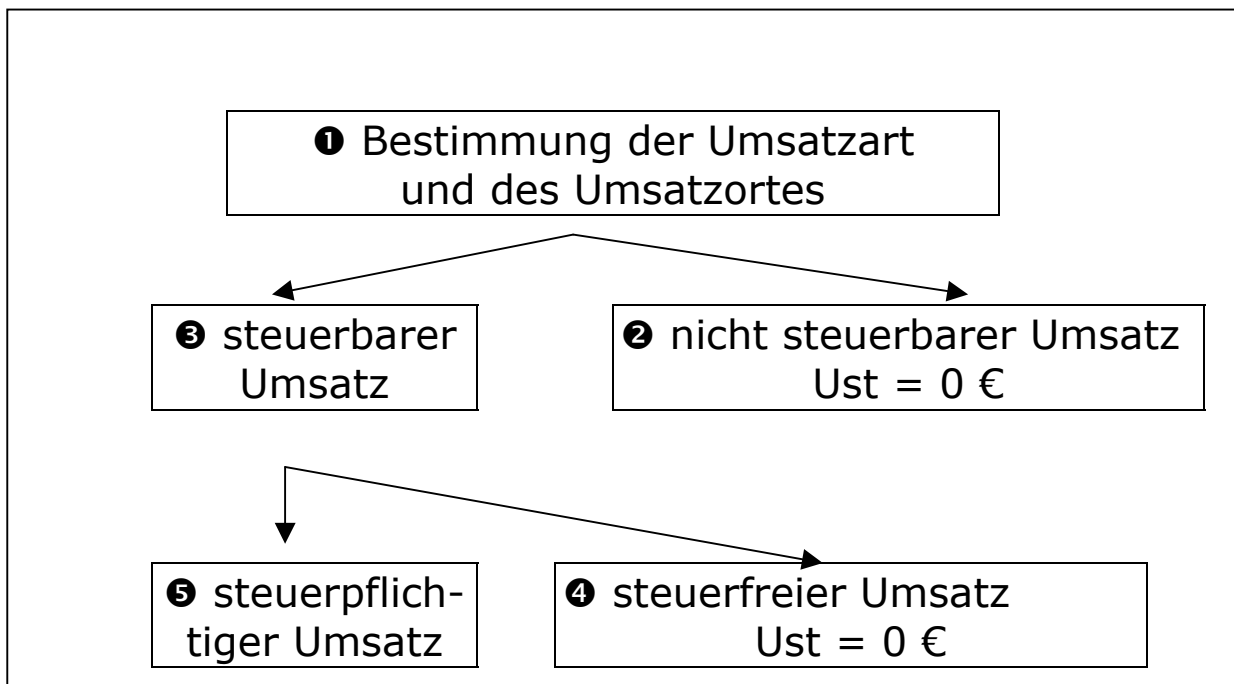 ❶ Bestimmung der Umsatzart
und des Umsatzortes
❸ steuerbarer
Umsatz
❷ nicht steuerbarer Umsatz
Ust = 0 €
❺ steuerpflich-
tiger Umsatz
❹ steuerfreier Umsatz
Ust = 0 €